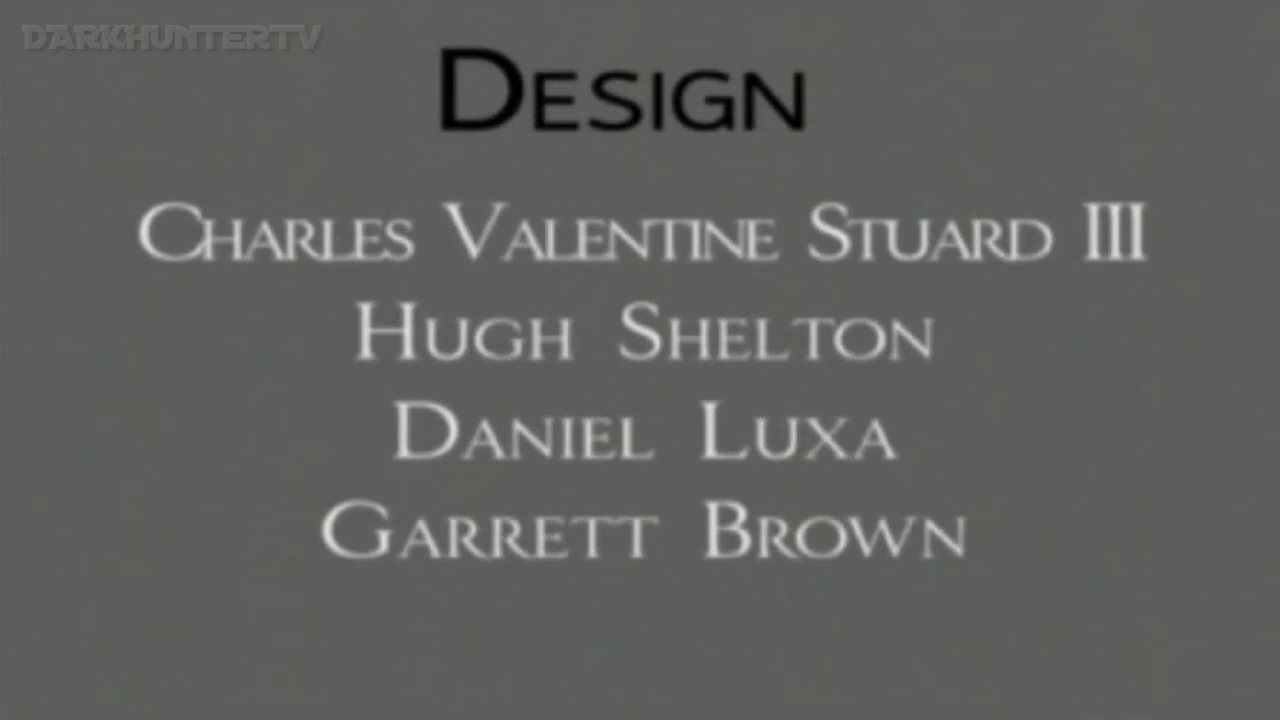 DARKHUNTERTV
DESIGN
CHARLES VALENTINE STUARD III
HUGH SHELTON
DANIEL LUXA
GARRETT BROWN